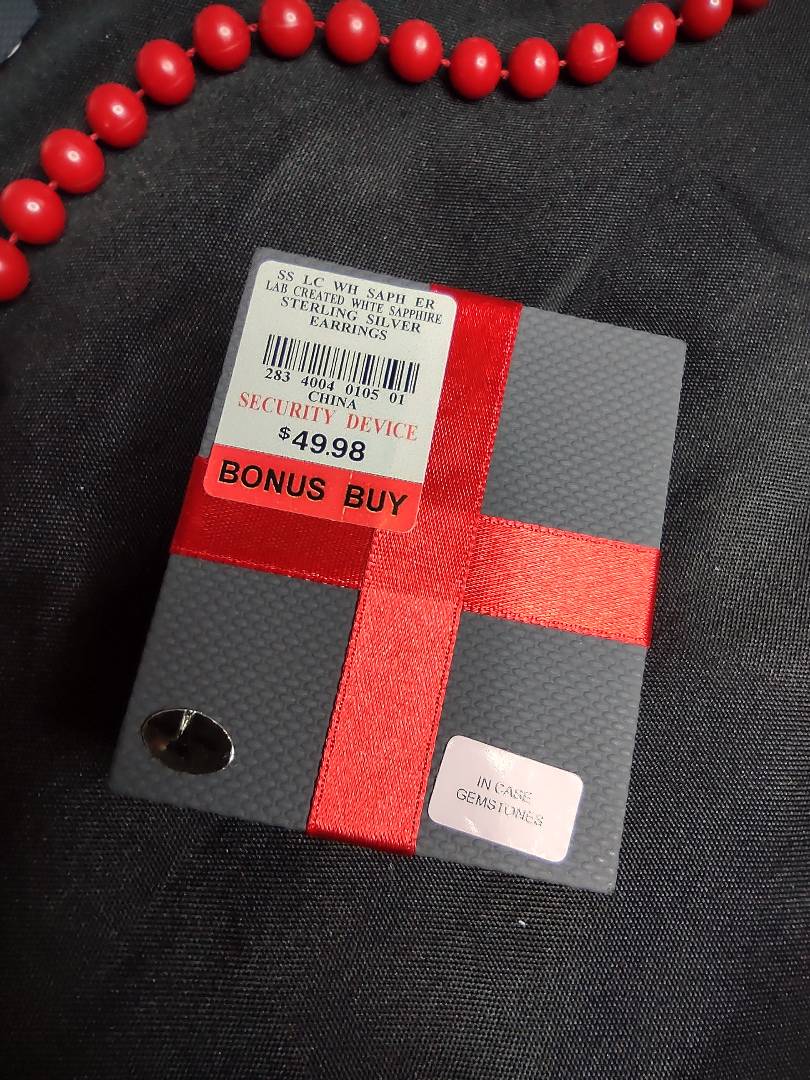 SS LC WH SAPH ER
LAB CREATED WHTE SAPPHIRE
STERLING SILVER
EARRINGS
283 4004 0105 01
CHINA
SECURITY DEVICE
$49.98
BONUS BUY
IN CASE
GEMSTONES